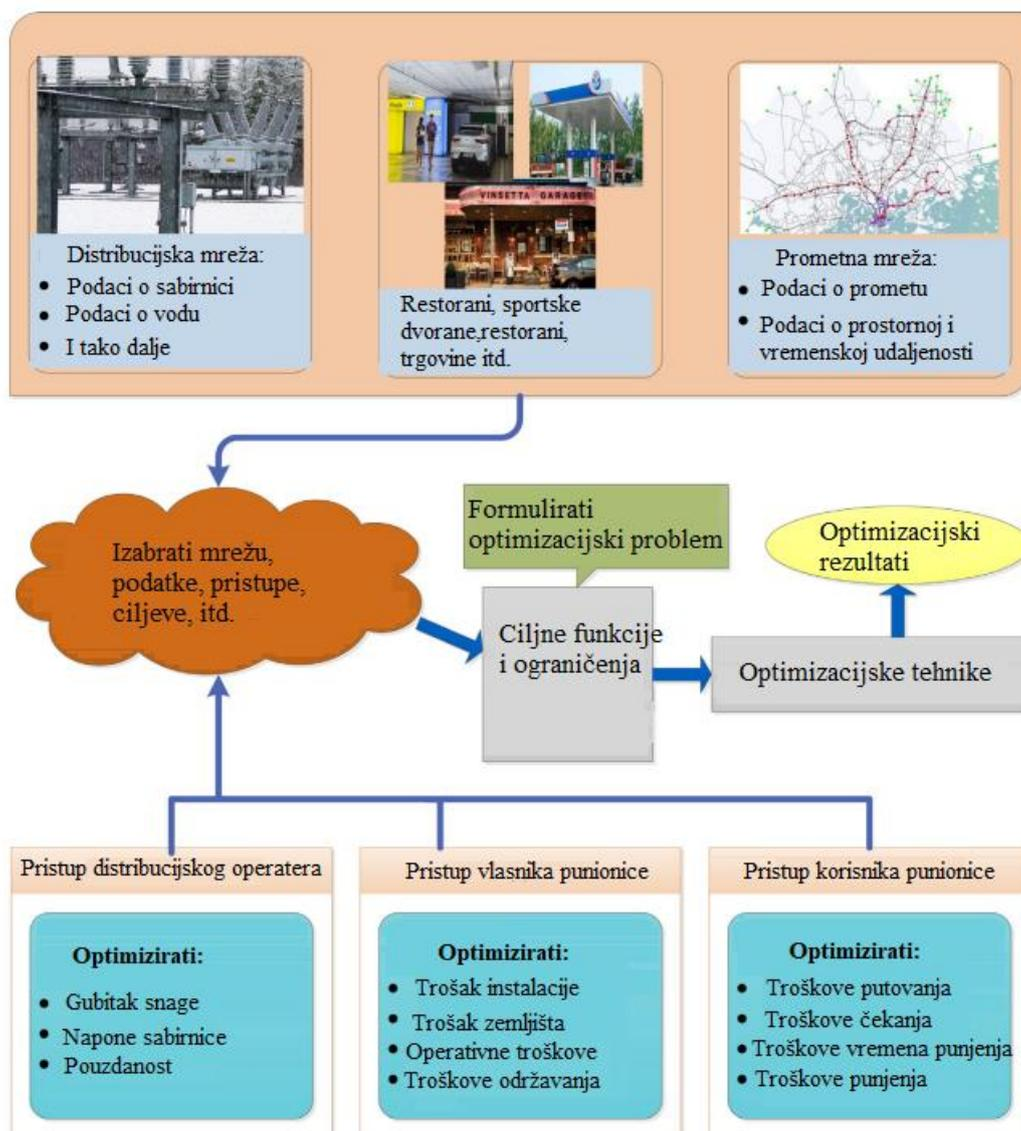 VINSETTA GARAGE
Distribucijska mreža:
• Podaci o sabirnici
• Podaci o vodu
• I tako dalje
Restorani, sportske
dvorane,restorani,
trgovine itd.
Prometna mreža:
• Podaci o prometu
• Podaci o prostornoj i
vremenskoj udaljenosti
Izabrati mrežu,
podatke, pristupe,
ciljeve, itd.
Formulirati
optimizacijski problem
Ciljne funkcije
i ograničenja
Optimizacijski
rezultati
Optimizacijske tehnike
Pristup distribucijskog operatera
Optimizirati:
• Gubitak snage
• Napone sabirnice
• Pouzdanost
Pristup vlasnika punionice
Optimizirati:
• Trošak instalacije
• Trošak zemljišta
• Operativne troškove
• Troškove održavanja
Pristup korisnika punionice
Optimizirati:
• Troškove putovanja
• Troškove čekanja
• Troškove vremena punjenja
• Troškove punjenja